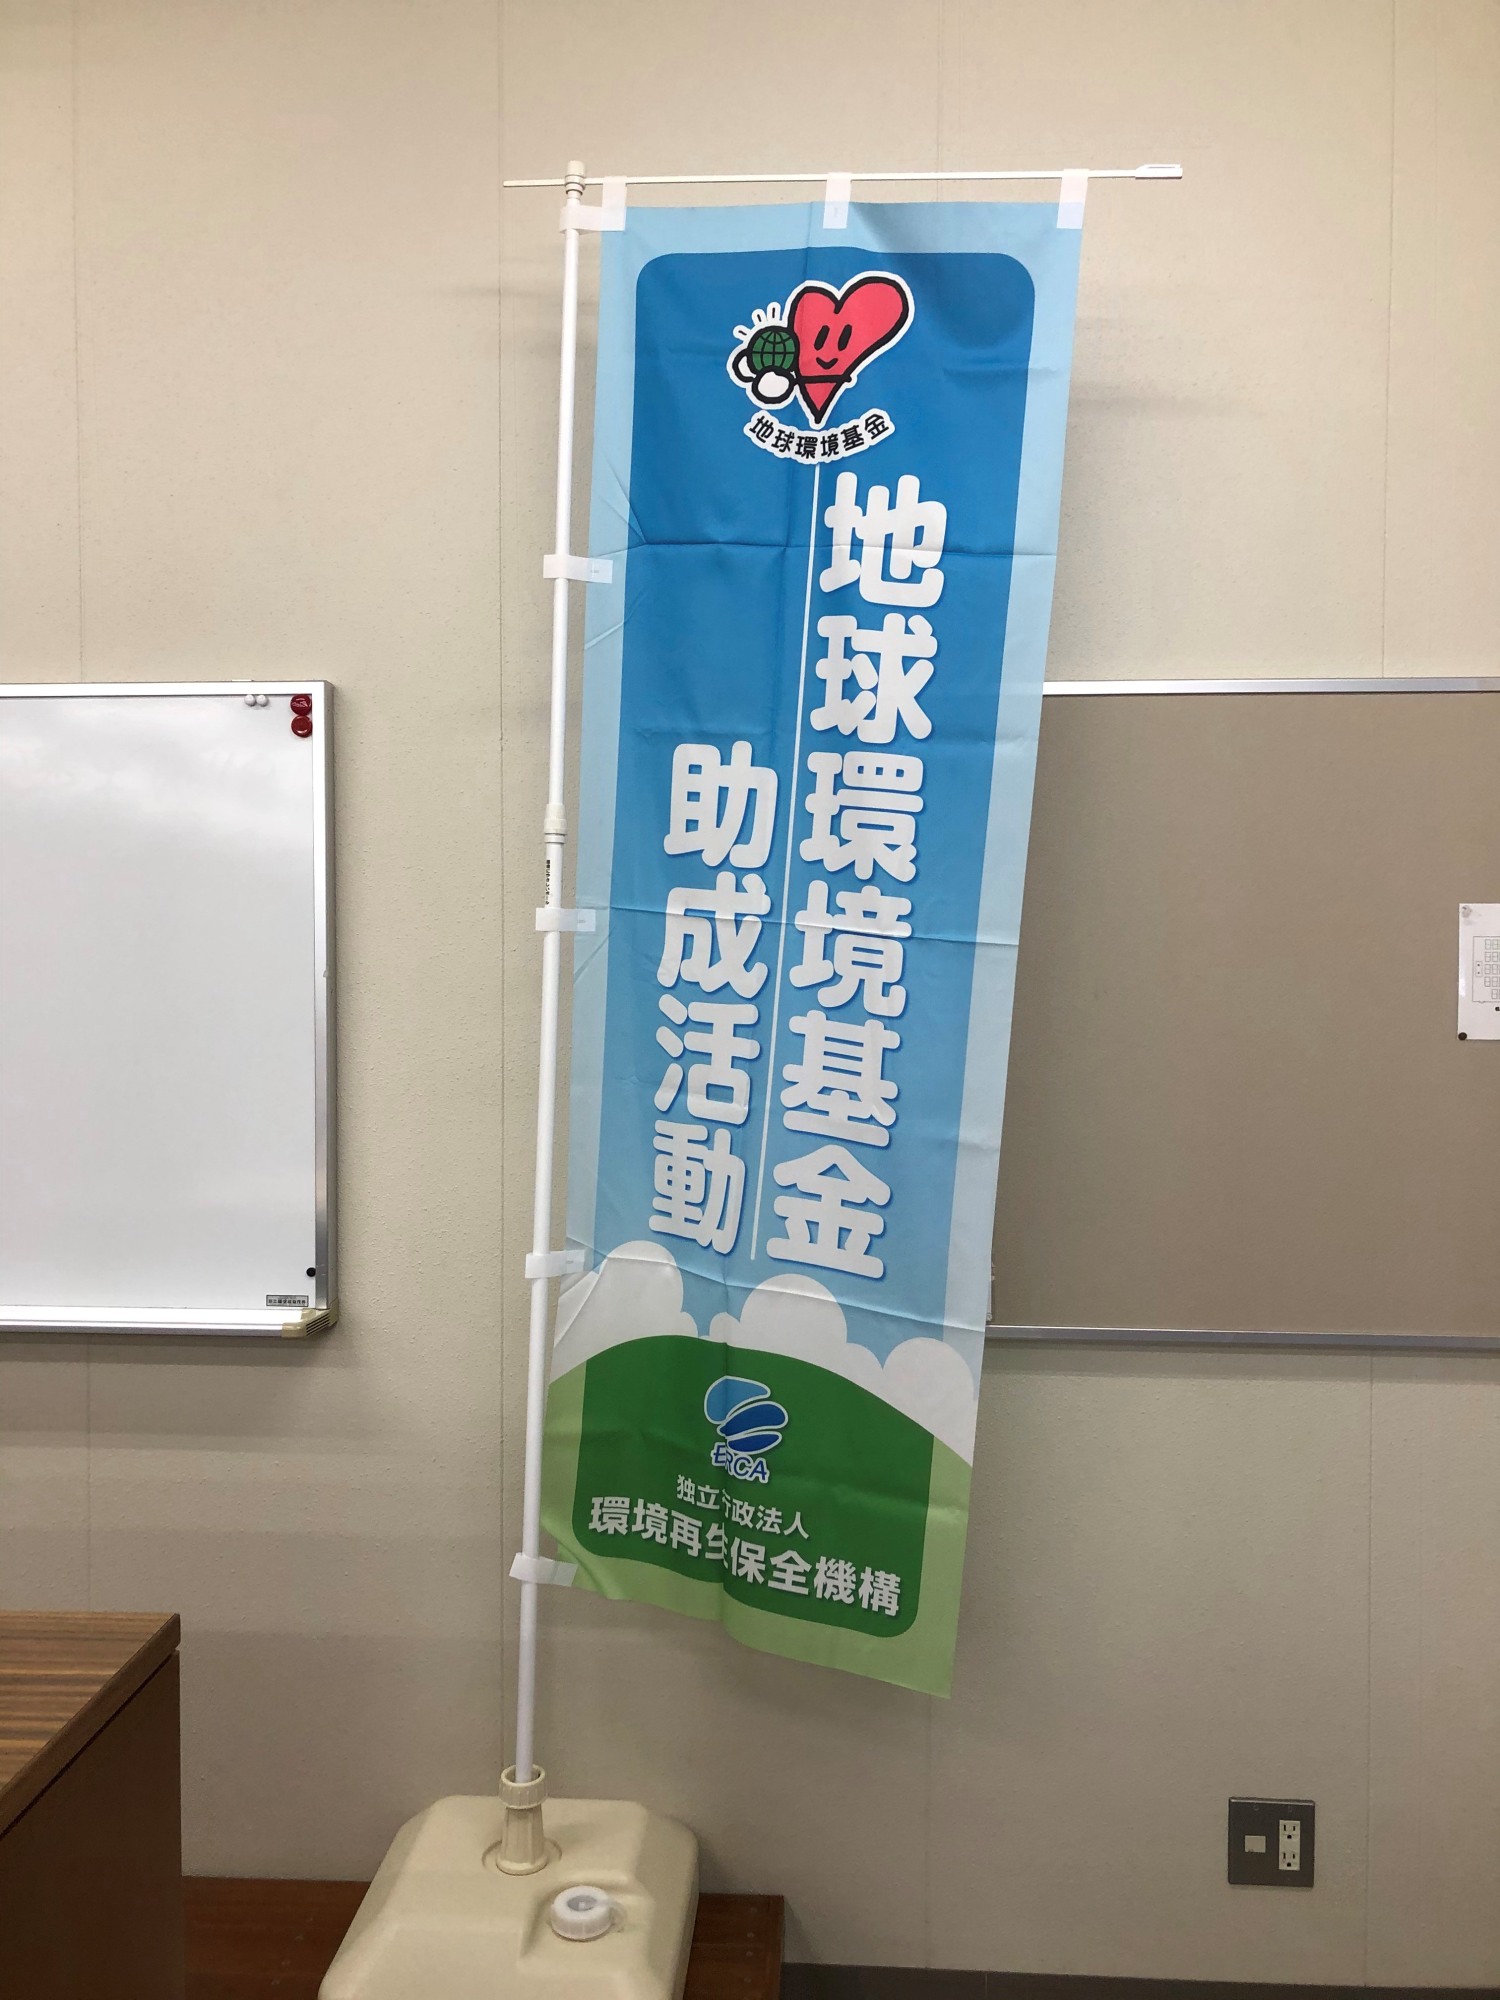 地球環境基金
地球環境基金
助成活動
ERCA
独立行政法人
環境再生保全機構